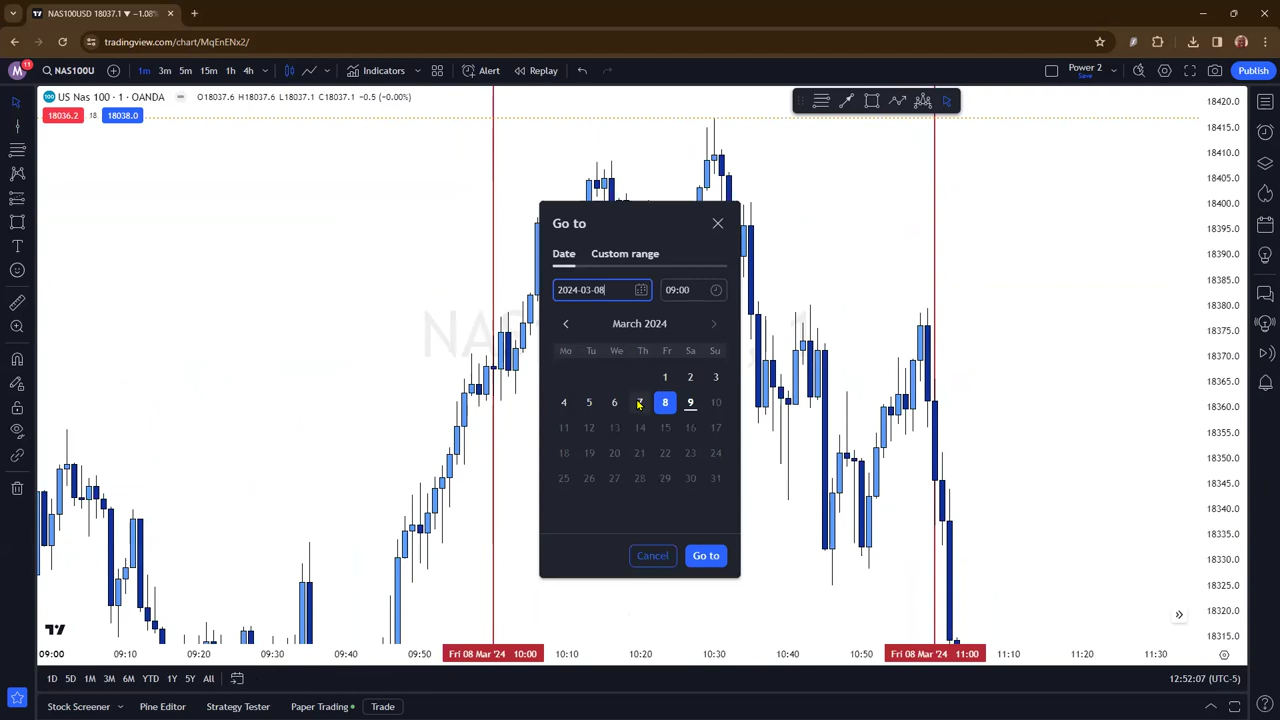 NAS100USD 18037.1 ▼ −1.08%
tradingview.com/chart/MqEnENx2/
M
11
NAS100U
1m 3m 5m 15m 1h 4h
Indicators
Alert
Replay
Power 2
Save
Publish
100 US Nas 100 · 1 · OANDA
O18037.6 H18037.6 L18037.1 C18037.1 −0.5 (−0.00%)
18036.2 18 18038.0
18420.0
18415.0
18410.0
18405.0
18400.0
18395.0
18390.0
18385.0
18380.0
18375.0
18370.0
18365.0
18360.0
18355.0
18350.0
18345.0
18340.0
18335.0
18330.0
18325.0
18320.0
18315.0
Go to
Date Custom range
2024-03-08 09:00
March 2024
Mo Tu We Th Fr Sa Su
1 2 3
4 5 6 7 8 9 10
11 12 13 14 15 16 17
18 19 20 21 22 23 24
25 26 27 28 29 30 31
Cancel Go to
09:00 09:10 09:20 09:30 09:40 09:50 Fri 08 Mar '24 10:00 10:10 10:20 10:30 10:40 10:50 Fri 08 Mar '24 11:00 11:10 11:20 11:30
1D 5D 1M 3M 6M YTD 1Y 5Y All
12:52:07 (UTC-5)
Stock Screener Pine Editor Strategy Tester Paper Trading Trade